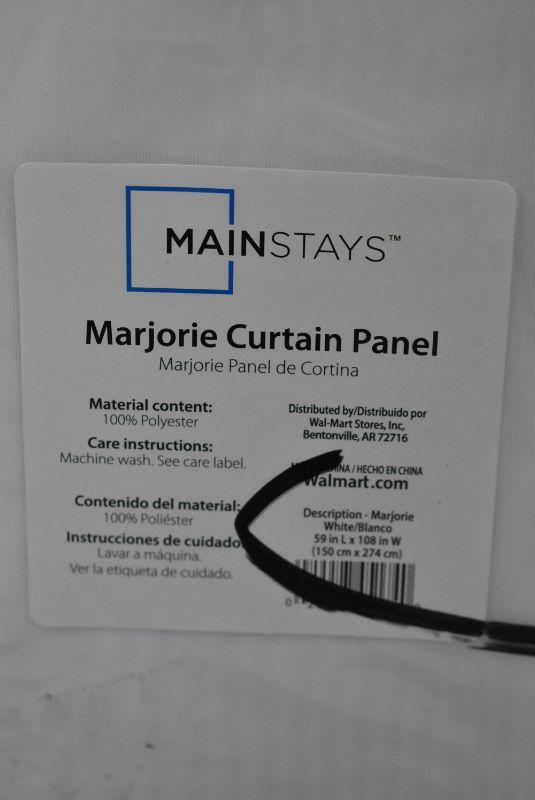 MAINSTAYS™
Marjorie Curtain Panel
Marjorie Panel de Cortina
Material content:
100% Polyester
Care instructions:
Machine wash. See care label.
Contenido del material:
100% Poliéster
Instrucciones de cuidado
Lavar a máquina.
Ver la etiqueta de cuidado.
Distributed by/Distribuido por
Wal-Mart Stores, Inc,
Bentonville, AR 72716
/ HECHO EN CHINA
Walmart.com
Description - Marjorie
White/Blanco
59 in L x 108 in W
(150 cm x 274 cm)